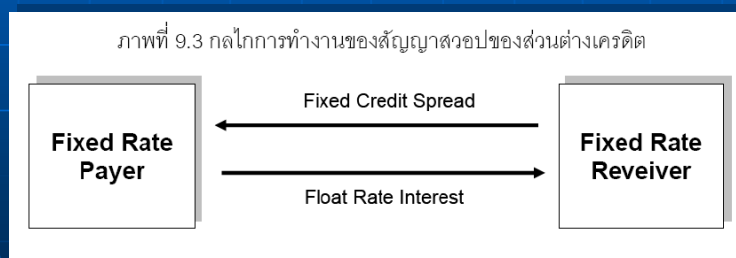 ภาพที่ 9.3 กลไกการทำงานของสัญญาสวอปของส่วนต่างเครดิต
Fixed Credit Spread
Fixed Rate
Payer
Fixed Rate
Reveiver
Float Rate Interest